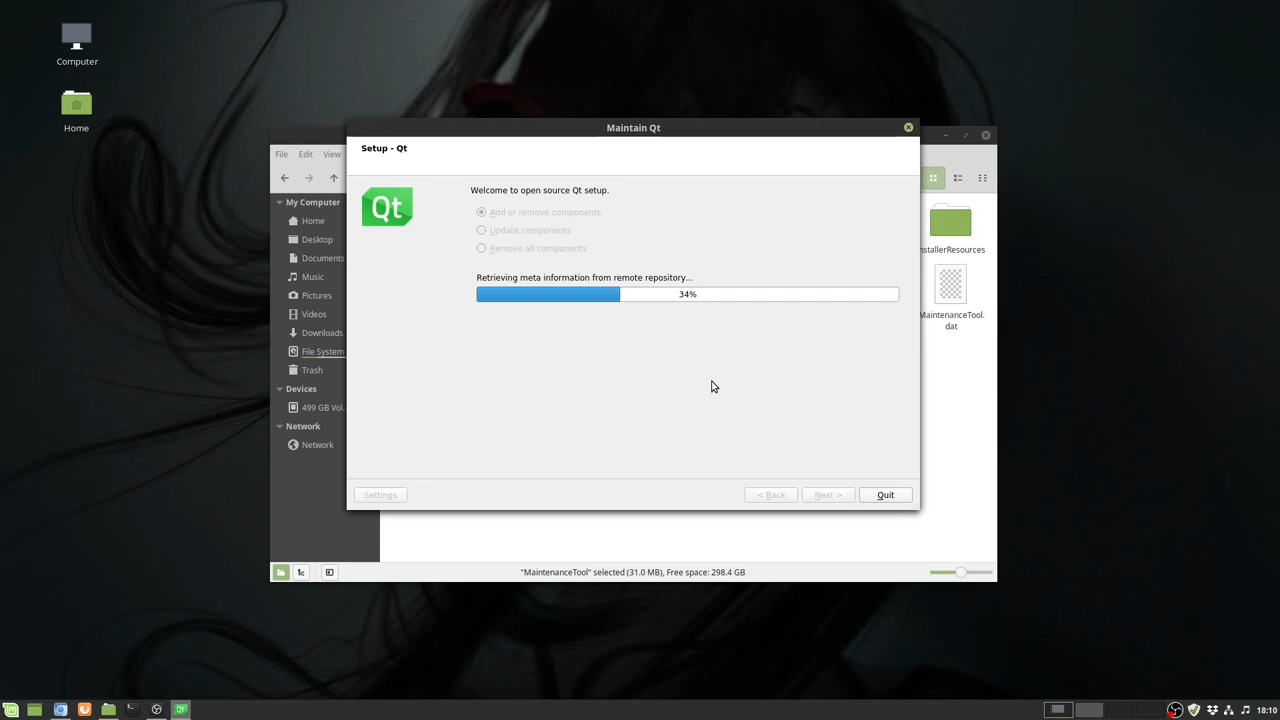 Computer
Home
Maintain Qt
Setup - Qt
File Edit View
Qt
Welcome to open source Qt setup.
Add or remove components
Update components
Remove all components
Retrieving meta information from remote repository...
34%
My Computer
Home
Desktop
Documents
Music
Pictures
Videos
Downloads
File System
Trash
Devices
499 GB Vol...
Network
Network
nstallerResources
MaintenanceTool.
dat
Settings
< Back
Next >
Quit
"MaintenanceTool" selected (31.0 MB), Free space: 298.4 GB
Qt
18:10